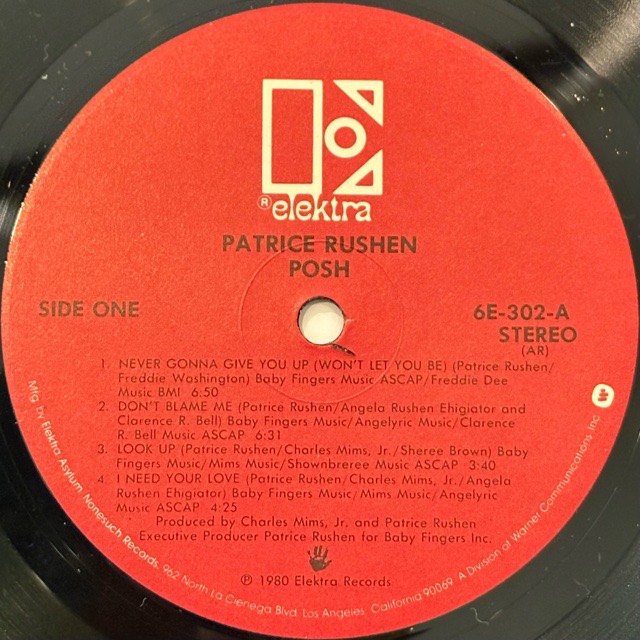 ® elektra
PATRICE RUSHEN
POSH
SIDE ONE
6E-302-A
STEREO
(AR)
1. NEVER GONNA GIVE YOU UP (WON'T LET YOU BE) (Patrice Rushen/
Freddie Washington) Baby Fingers Music ASCAP/Freddie Dee
Music BMI 6:50
2. DON'T BLAME ME (Patrice Rushen/Angela Rushen Ehigiator and
Clarence R. Bell) Baby Fingers Music/Angelyric Music/Clarence
R. Bell Music ASCAP 6:31
3. LOOK UP (Patrice Rushen/Charles Mims, Jr./Sheree Brown) Baby
Fingers Music/Mims Music/Shownbreree Music ASCAP 3:40
4. I NEED YOUR LOVE (Patrice Rushen/Charles Mims, Jr./Angela
Rushen Ehigiator) Baby Fingers Music/Mims Music/Angelyric
Music ASCAP 4:25
Produced by Charles Mims, Jr. and Patrice Rushen
Executive Producer Patrice Rushen for Baby Fingers Inc.
℗ 1980 Elektra Records
Mfg. by Elektra/Asylum/Nonesuch Records, 962 North La Cienega Blvd. Los Angeles, California 90069. A Division of Warner Communications Inc.